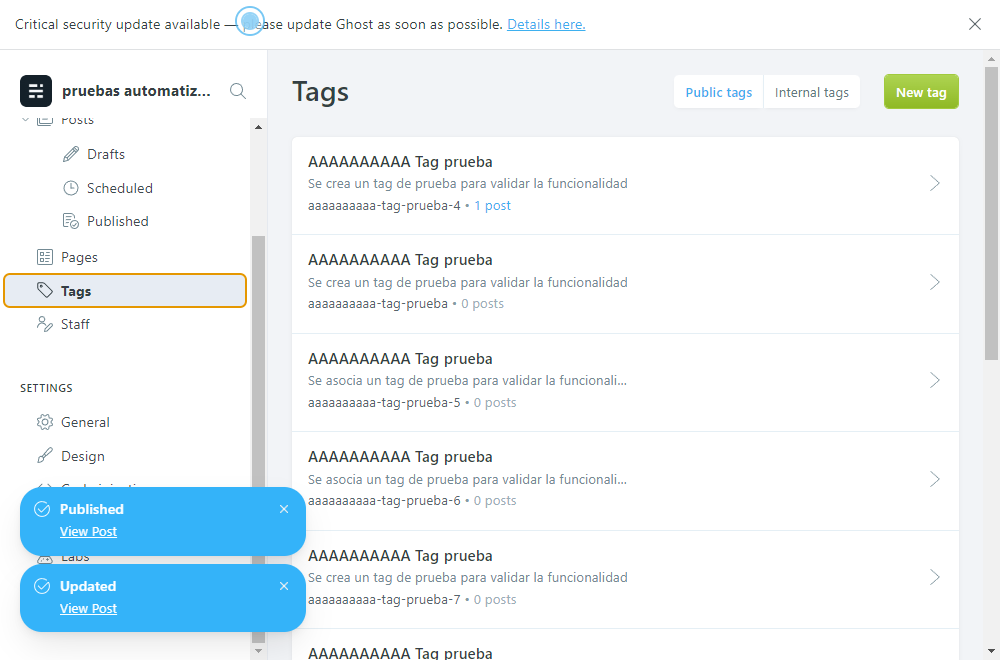 Critical security update available — please update Ghost as soon as possible. Details here.
pruebas automatiz...
Posts
Drafts
Scheduled
Published
Pages
Tags
Staff
SETTINGS
General
Design
Labs
Published
View Post
Updated
View Post
Tags
Public tags
Internal tags
New tag
AAAAAAAAAA Tag prueba
Se crea un tag de prueba para validar la funcionalidad
aaaaaaaaaa-tag-prueba-4 • 1 post
AAAAAAAAAA Tag prueba
Se crea un tag de prueba para validar la funcionalidad
aaaaaaaaaa-tag-prueba • 0 posts
AAAAAAAAAA Tag prueba
Se asocia un tag de prueba para validar la funcionali...
aaaaaaaaaa-tag-prueba-5 • 0 posts
AAAAAAAAAA Tag prueba
Se asocia un tag de prueba para validar la funcionali...
aaaaaaaaaa-tag-prueba-6 • 0 posts
AAAAAAAAAA Tag prueba
Se crea un tag de prueba para validar la funcionalidad
aaaaaaaaaa-tag-prueba-7 • 0 posts
AAAAAAAAAA Tag prueba